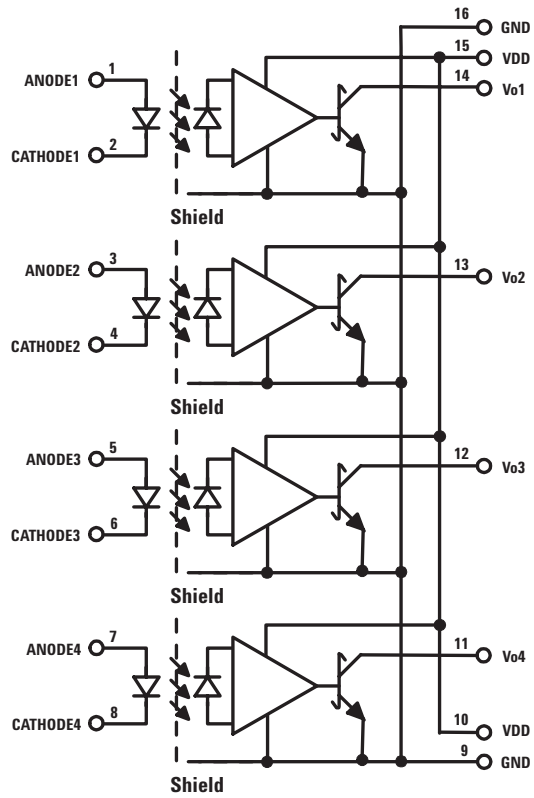 16
GND
15
VDD
ANODE1 1
14
Vo1
CATHODE1 2
Shield
ANODE2 3
13
Vo2
CATHODE2 4
Shield
ANODE3 5
12
Vo3
CATHODE3 6
Shield
ANODE4 7
11
Vo4
CATHODE4 8
10
VDD
9
GND
Shield